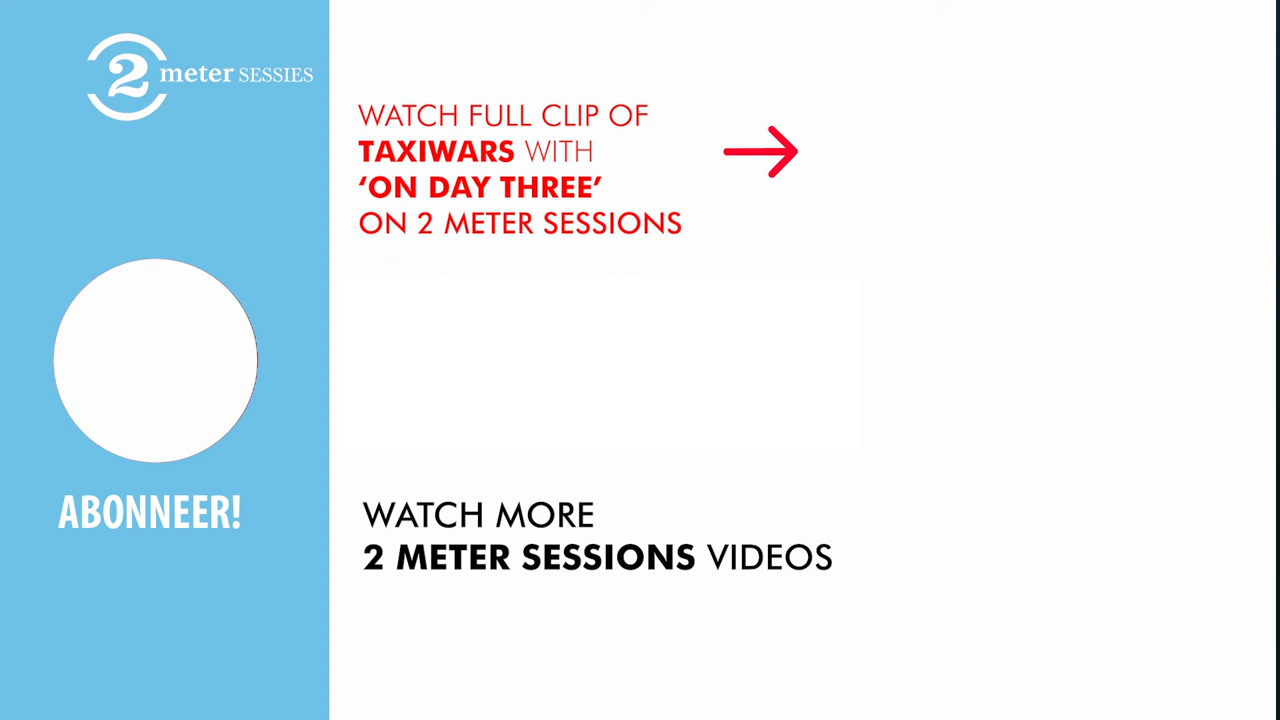 2 meter SESSIES
WATCH FULL CLIP OF
TAXIWARS WITH
‘ON DAY THREE’
ON 2 METER SESSIONS
ABONNEER!
WATCH MORE
2 METER SESSIONS VIDEOS